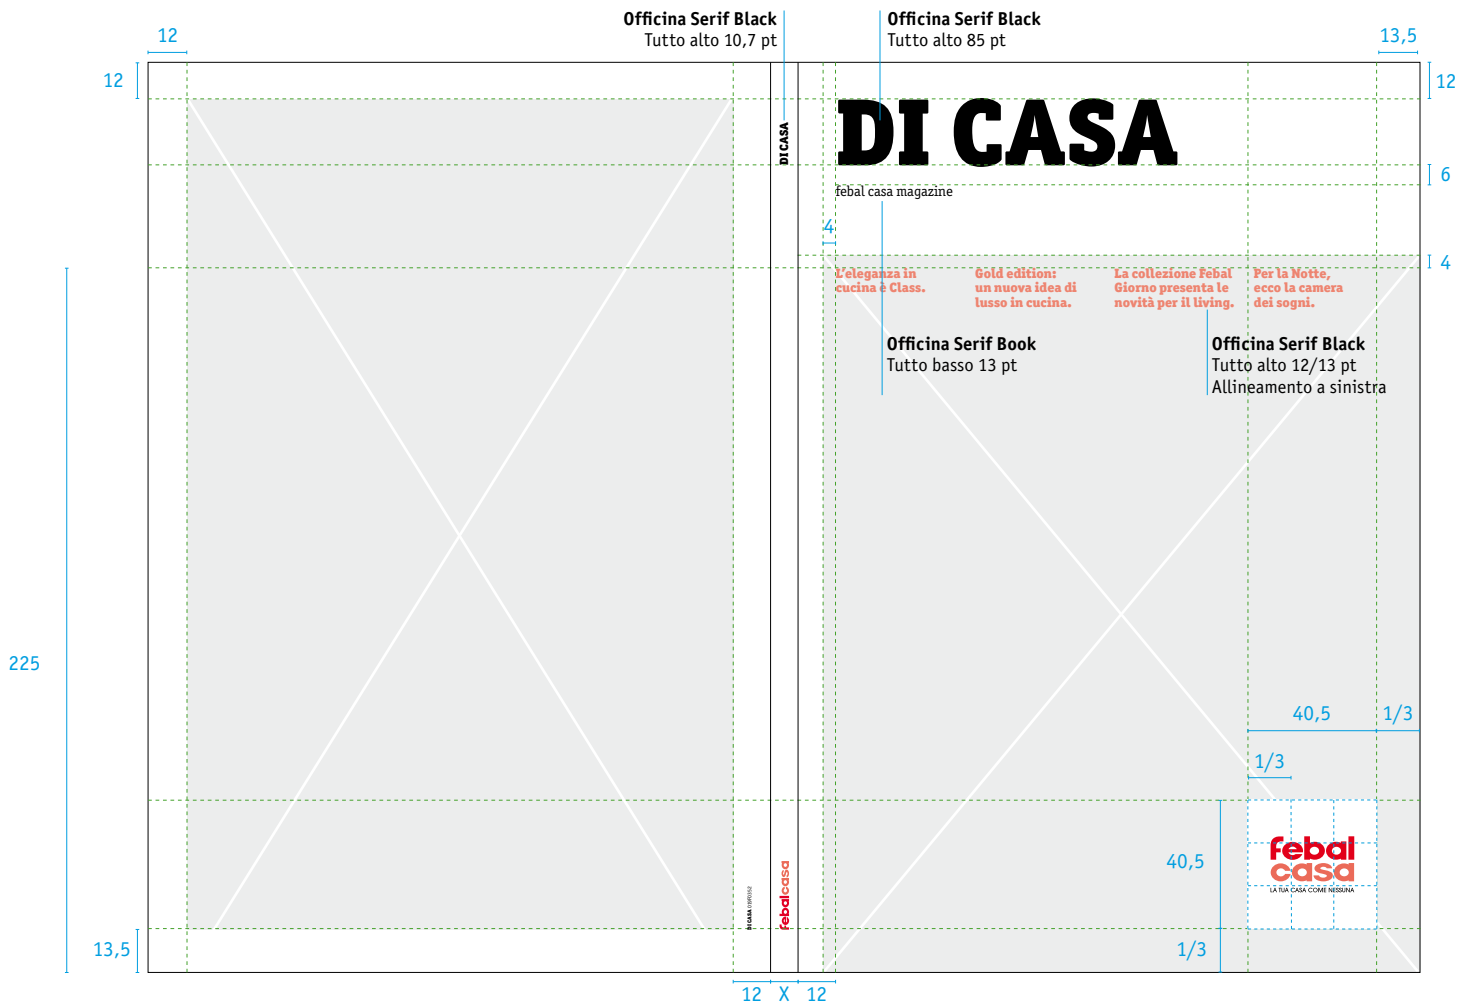 Officina Serif Black
Tutto alto 10,7 pt
Officina Serif Black
Tutto alto 85 pt
12
13,5
12
12
DI CASA
DI CASA
6
febal casa magazine
4
4
L'eleganza in
cucina è Class.
Gold edition:
un nuova idea di
lusso in cucina.
La collezione Febal
Giorno presenta le
novità per il living.
Per la Notte,
ecco la camera
dei sogni.
Officina Serif Book
Tutto basso 13 pt
Officina Serif Black
Tutto alto 12/13 pt
Allineamento a sinistra
225
40,5
1/3
1/3
40,5
febal
casa
LA TUA CASA COME NESSUNA
DI CASA
febalcasa
13,5
1/3
12
X
12